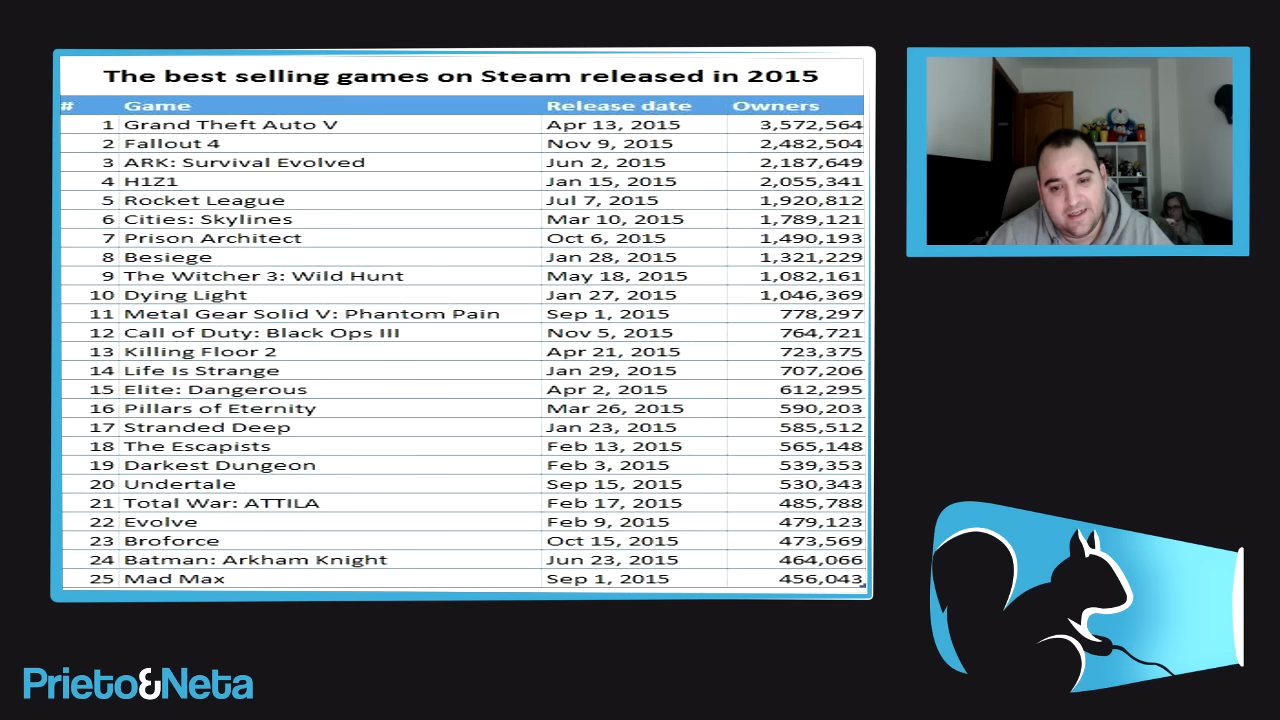 The best selling games on Steam released in 2015
# Game Release date Owners
1 Grand Theft Auto V Apr 13, 2015 3,572,564
2 Fallout 4 Nov 9, 2015 2,482,504
3 ARK: Survival Evolved Jun 2, 2015 2,187,649
4 H1Z1 Jan 15, 2015 2,055,341
5 Rocket League Jul 7, 2015 1,920,812
6 Cities: Skylines Mar 10, 2015 1,789,121
7 Prison Architect Oct 6, 2015 1,490,193
8 Besiege Jan 28, 2015 1,321,229
9 The Witcher 3: Wild Hunt May 18, 2015 1,082,161
10 Dying Light Jan 27, 2015 1,046,369
11 Metal Gear Solid V: Phantom Pain Sep 1, 2015 778,297
12 Call of Duty: Black Ops III Nov 5, 2015 764,721
13 Killing Floor 2 Apr 21, 2015 723,375
14 Life Is Strange Jan 29, 2015 707,206
15 Elite: Dangerous Apr 2, 2015 612,295
16 Pillars of Eternity Mar 26, 2015 590,203
17 Stranded Deep Jan 23, 2015 585,512
18 The Escapists Feb 13, 2015 565,148
19 Darkest Dungeon Feb 3, 2015 539,353
20 Undertale Sep 15, 2015 530,343
21 Total War: ATTILA Feb 17, 2015 485,788
22 Evolve Feb 9, 2015 479,123
23 Broforce Oct 15, 2015 473,569
24 Batman: Arkham Knight Jun 23, 2015 464,066
25 Mad Max Sep 1, 2015 456,043
Prieto&Neta